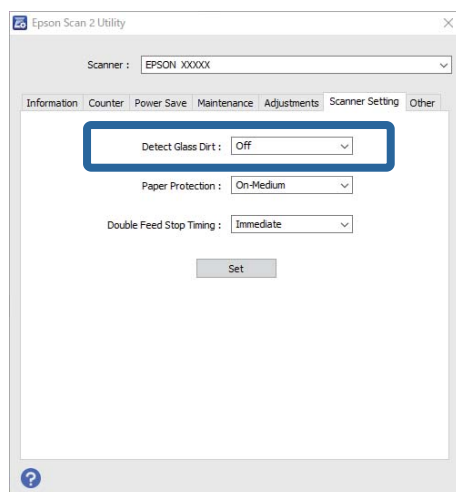 Epson Scan 2 Utility
Scanner : EPSON XXXXX
Information Counter Power Save Maintenance Adjustments Scanner Setting Other
Detect Glass Dirt : Off
Paper Protection : On-Medium
Double Feed Stop Timing : Immediate
Set
?